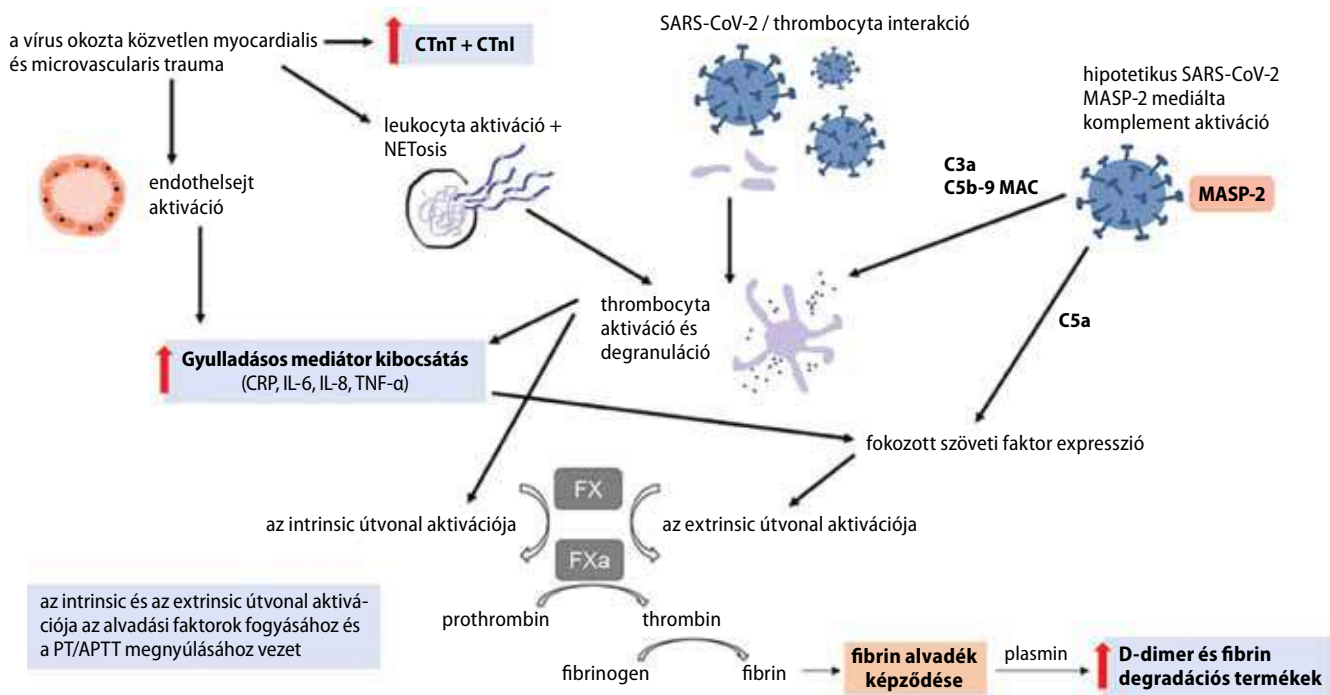 a vírus okozta közvetlen myocardialis
és microvascularis trauma
CTnT + CTnI
SARS-CoV-2 / thrombocyta interakció
hipotetikus SARS-CoV-2
MASP-2 mediálta
komplement aktiváció
leukocyta aktiváció +
NETosis
endothelsejt
aktiváció
C3a
C5b-9 MAC
MASP-2
thrombocyta
aktiváció és
degranuláció
C5a
Gyulladásos mediátor kibocsátás
(CRP, IL-6, IL-8, TNF-α)
fokozott szöveti faktor expresszió
FX
az intrinsic útvonal aktivációja
az extrinsic útvonal aktivációja
FXa
az intrinsic és az extrinsic útvonal aktivá-
ciója az alvadási faktorok fogyásához és
a PT/APTT megnyúlásához vezet
prothrombin
thrombin
fibrinogen
fibrin
fibrin alvadék
képződése
plasmin
D-dimer és fibrin
degradációs termékek